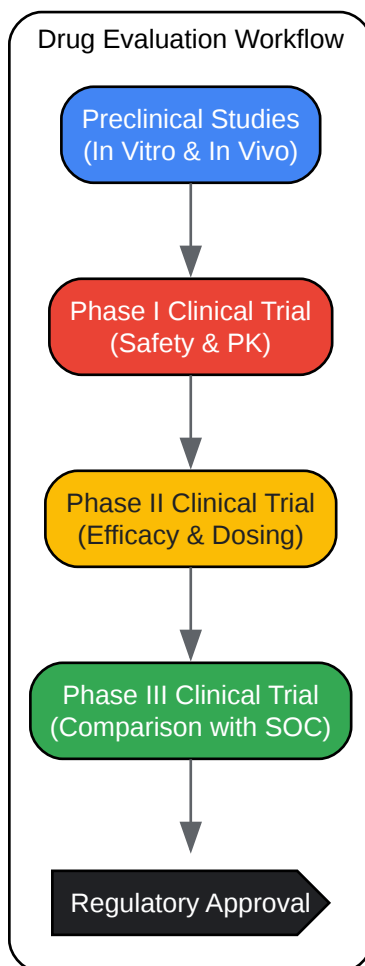 Drug Evaluation Workflow
Preclinical Studies
(In Vitro & In Vivo)
Phase I Clinical Trial
(Safety & PK)
Phase II Clinical Trial
(Efficacy & Dosing)
Phase III Clinical Trial
(Comparison with SOC)
Regulatory Approval